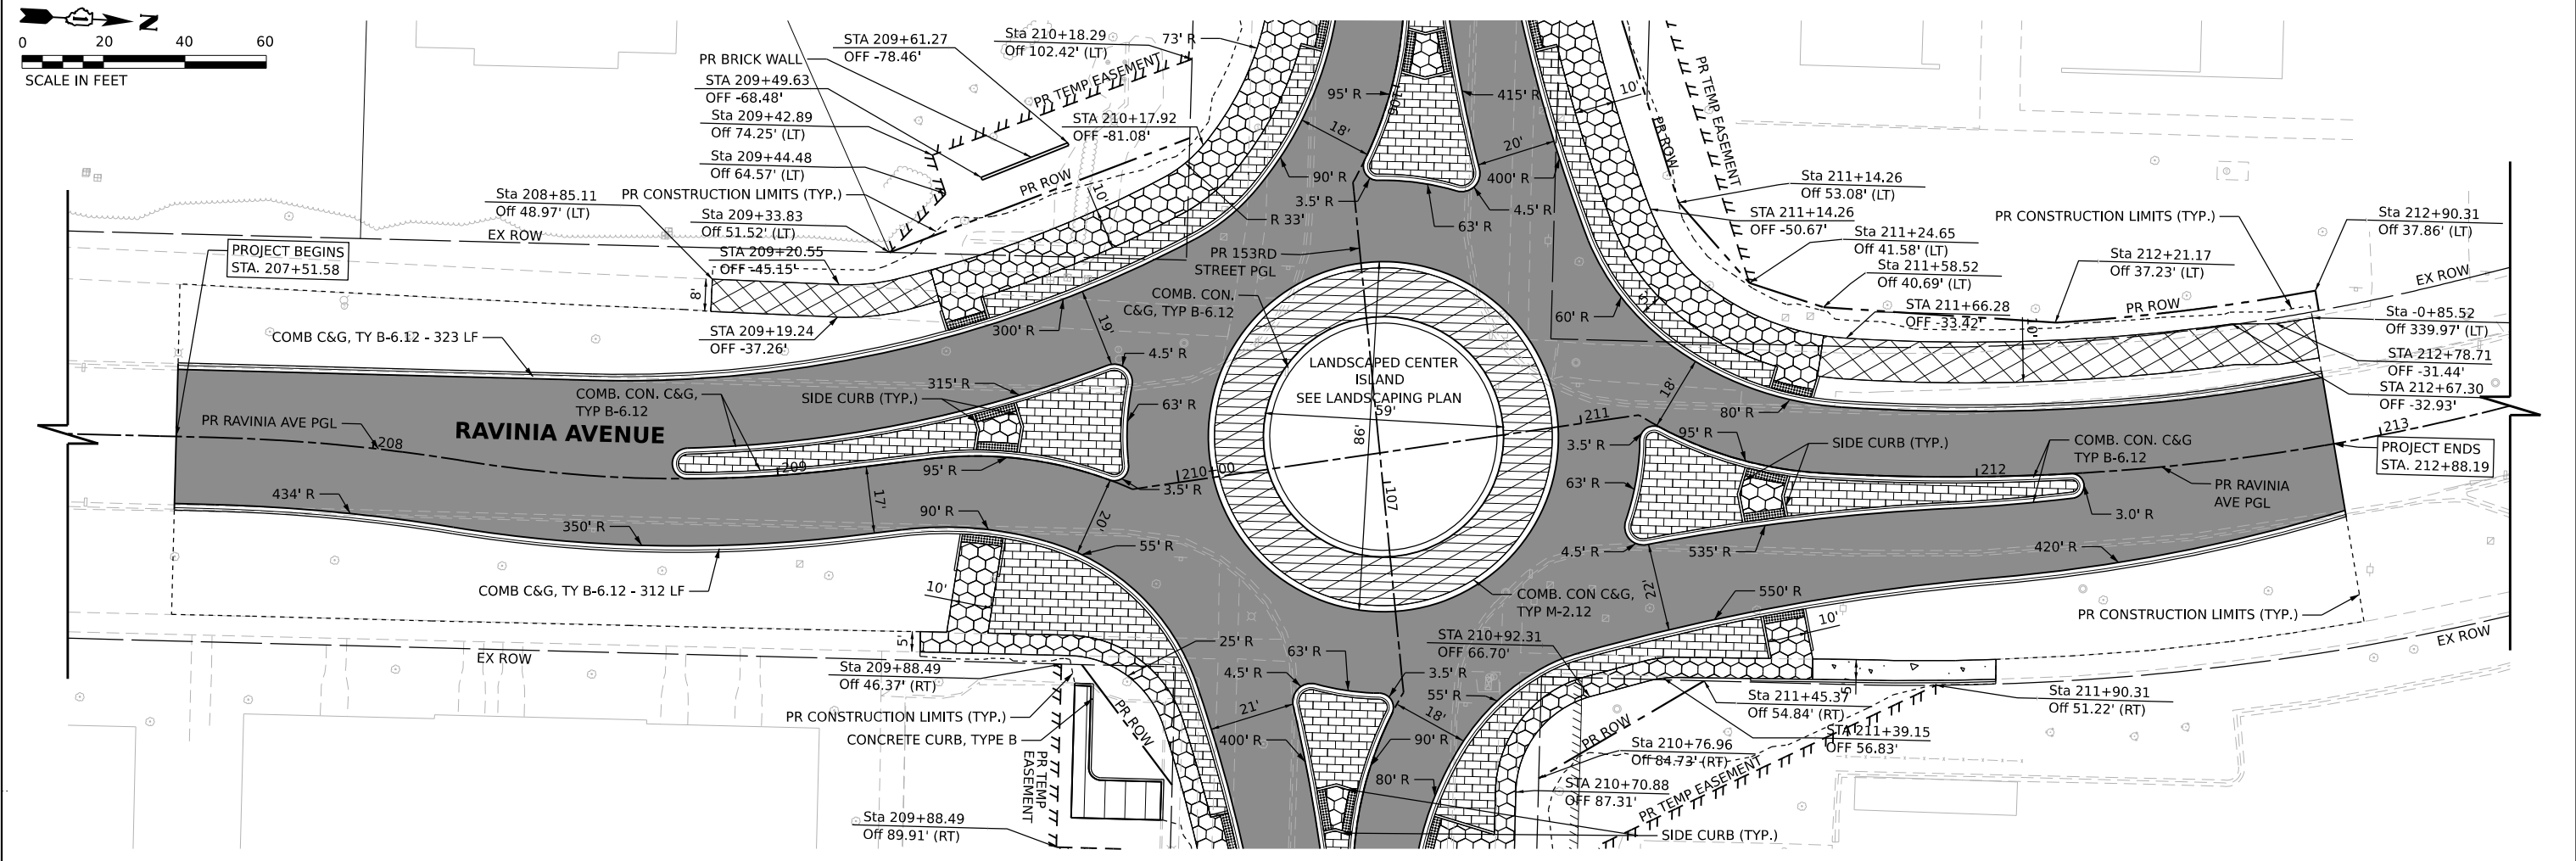 N
0 20 40 60
SCALE IN FEET
STA 209+61.27
OFF -78.46'
PR BRICK WALL
STA 209+49.63
OFF -68.48'
Sta 209+42.89
Off 74.25' (LT)
Sta 209+44.48
Off 64.57' (LT)
PR CONSTRUCTION LIMITS (TYP.)
Sta 208+85.11
Off 48.97' (LT)
Sta 209+33.83
Off 51.52' (LT)
STA 209+20.55
OFF -45.15'
EX ROW
PROJECT BEGINS
STA. 207+51.58
8'
STA 209+19.24
OFF -37.26'
Sta 210+18.29
Off 102.42' (LT)
73' R
PR TEMP EASEMENT
STA 210+17.92
OFF -81.08'
PR ROW
10'
R 33'
95' R
415' R
18'
20'
90' R
400' R
3.5' R
4.5' R
63' R
PR 153RD
STREET PGL
COMB. CON.
C&G, TYP B-6.12
10'
PR ROW
PR TEMP EASEMENT
Sta 211+14.26
Off 53.08' (LT)
STA 211+14.26
OFF -50.67'
Sta 211+24.65
Off 41.58' (LT)
Sta 211+58.52
Off 40.69' (LT)
STA 211+66.28
OFF -33.42'
PR CONSTRUCTION LIMITS (TYP.)
Sta 212+21.17
Off 37.23' (LT)
Sta 212+90.31
Off 37.86' (LT)
EX ROW
PR ROW
10'
Sta -0+85.52
Off 339.97' (LT)
STA 212+78.71
OFF -31.44'
STA 212+67.30
OFF -32.93'
COMB C&G, TY B-6.12 - 323 LF
300' R
19'
4.5' R
315' R
COMB. CON. C&G,
TYP B-6.12
SIDE CURB (TYP.)
63' R
PR RAVINIA AVE PGL
208
RAVINIA AVENUE
209
95' R
210+00
3.5' R
434' R
350' R
17'
90' R
20'
55' R
COMB C&G, TY B-6.12 - 312 LF
LANDSCAPED CENTER
ISLAND
SEE LANDSCAPING PLAN
59'
86'
107
211
60' R
5'
18'
80' R
3.5' R
95' R
SIDE CURB (TYP.)
COMB. CON. C&G
TYP B-6.12
212
213
PROJECT ENDS
STA. 212+88.19
63' R
PR RAVINIA
AVE PGL
3.0' R
4.5' R
535' R
420' R
22'
550' R
COMB. CON C&G,
TYP M-2.12
10'
PR CONSTRUCTION LIMITS (TYP.)
EX ROW
10'
5'
EX ROW
25' R
Sta 209+88.49
Off 46.37' (RT)
PR CONSTRUCTION LIMITS (TYP.)
CONCRETE CURB, TYPE B
PR ROW
PR TEMP
EASEMENT
Sta 209+88.49
Off 89.91' (RT)
63' R
4.5' R
3.5' R
21'
18'
55' R
400' R
90' R
80' R
STA 210+92.31
OFF 66.70'
Sta 211+45.37
Off 54.84' (RT)
5'
Sta 211+90.31
Off 51.22' (RT)
STA 211+39.15
OFF 56.83'
PR ROW
Sta 210+76.96
Off 84.73' (RT)
STA 210+70.88
OFF 87.31'
PR TEMP EASEMENT
SIDE CURB (TYP.)